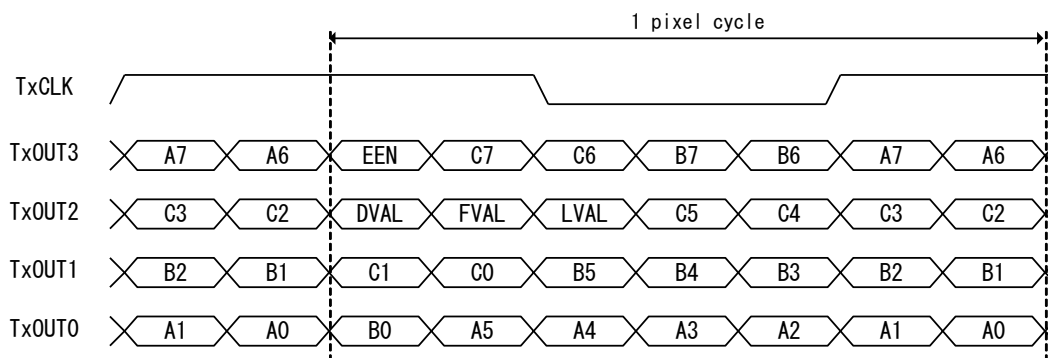 1 pixel cycle
TxCLK
TxOUT3 A7 A6 EEN C7 C6 B7 B6 A7 A6
TxOUT2 C3 C2 DVAL FVAL LVAL C5 C4 C3 C2
TxOUT1 B2 B1 C1 C0 B5 B4 B3 B2 B1
TxOUT0 A1 A0 B0 A5 A4 A3 A2 A1 A0